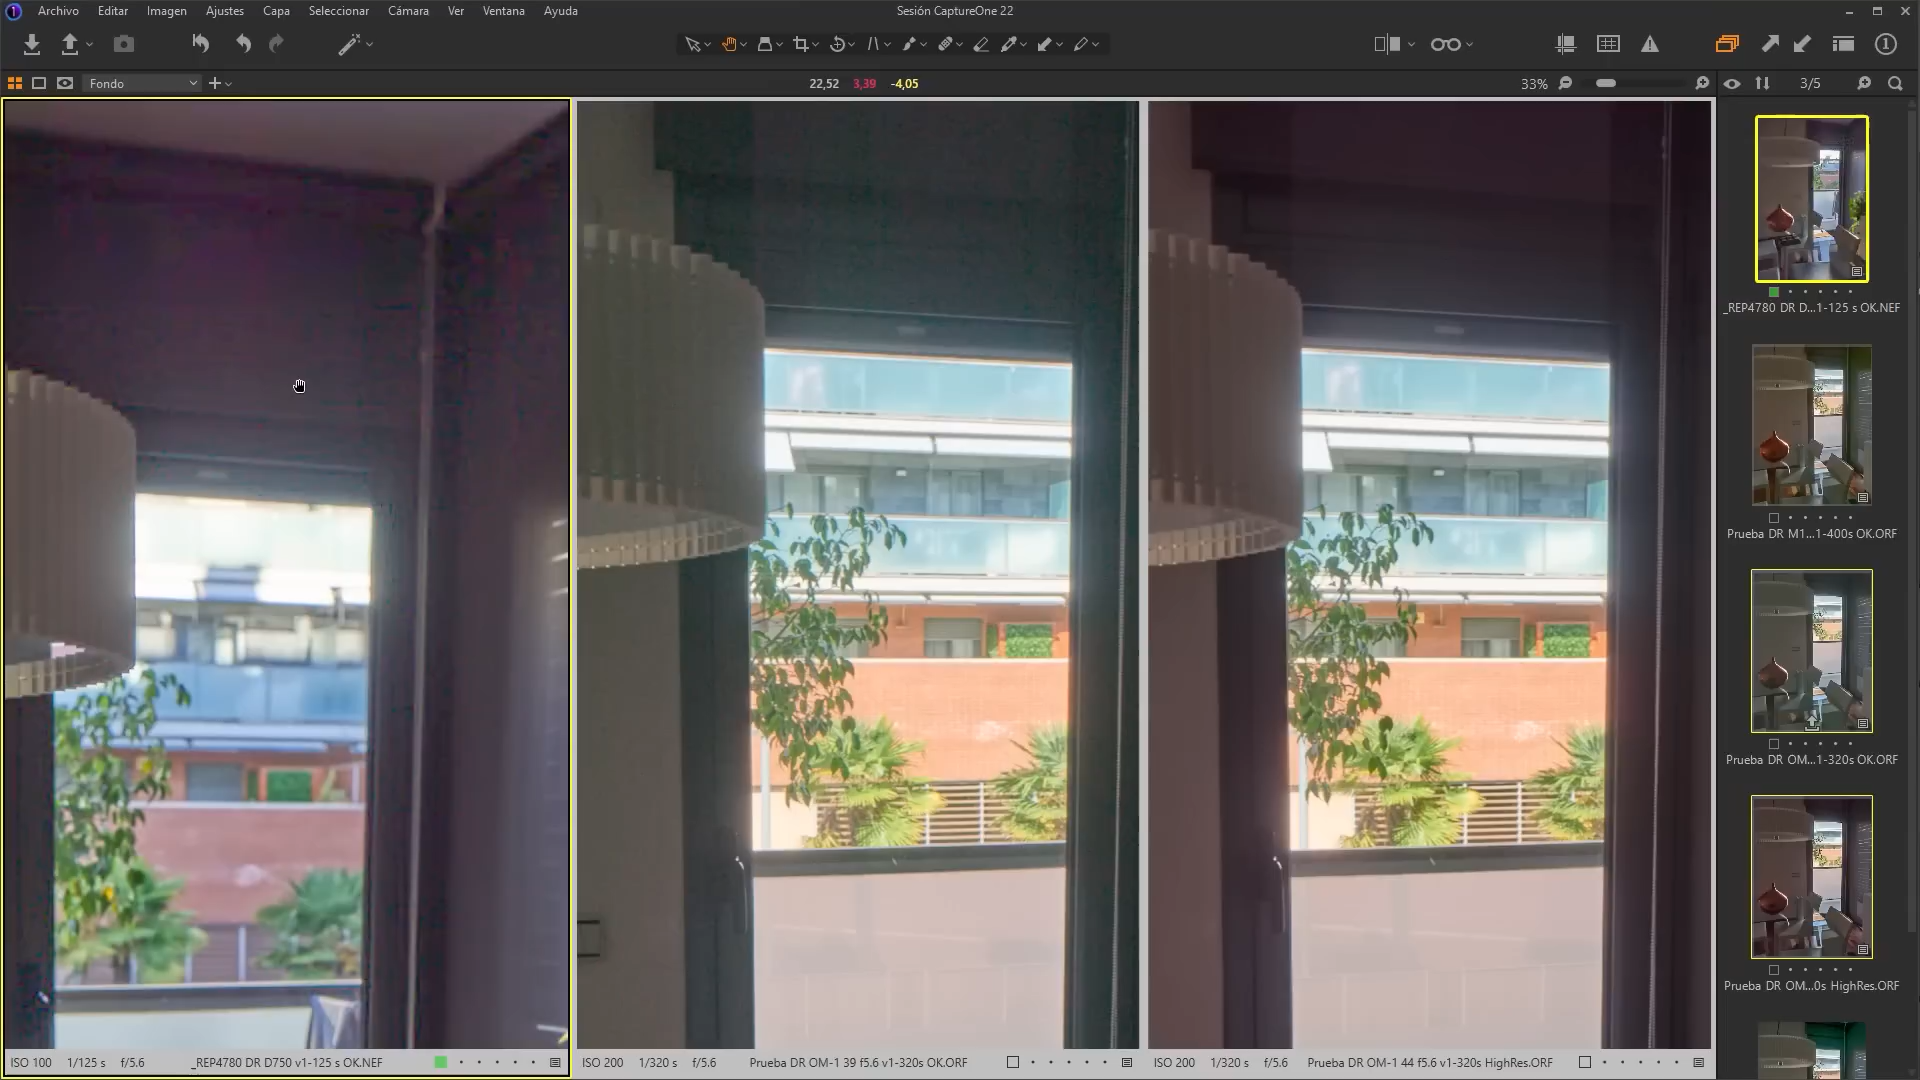 Archivo Editar Imagen Ajustes Capa Seleccionar Cámara Ver Ventana Ayuda
Sesión CaptureOne 22
Fondo
22,52 3,39 -4,05
33%
3/5
_REP4780 DR D...1-125 s OK.NEF
Prueba DR M1...1-400s OK.ORF
Prueba DR OM...1-320s OK.ORF
Prueba DR OM...0s HighRes.ORF
ISO 100 1/125 s f/5.6 _REP4780 DR D750 v1-125 s OK.NEF
ISO 200 1/320 s f/5.6 Prueba DR OM-1 39 f5.6 v1-320s OK.ORF
ISO 200 1/320 s f/5.6 Prueba DR OM-1 44 f5.6 v1-320s HighRes.ORF